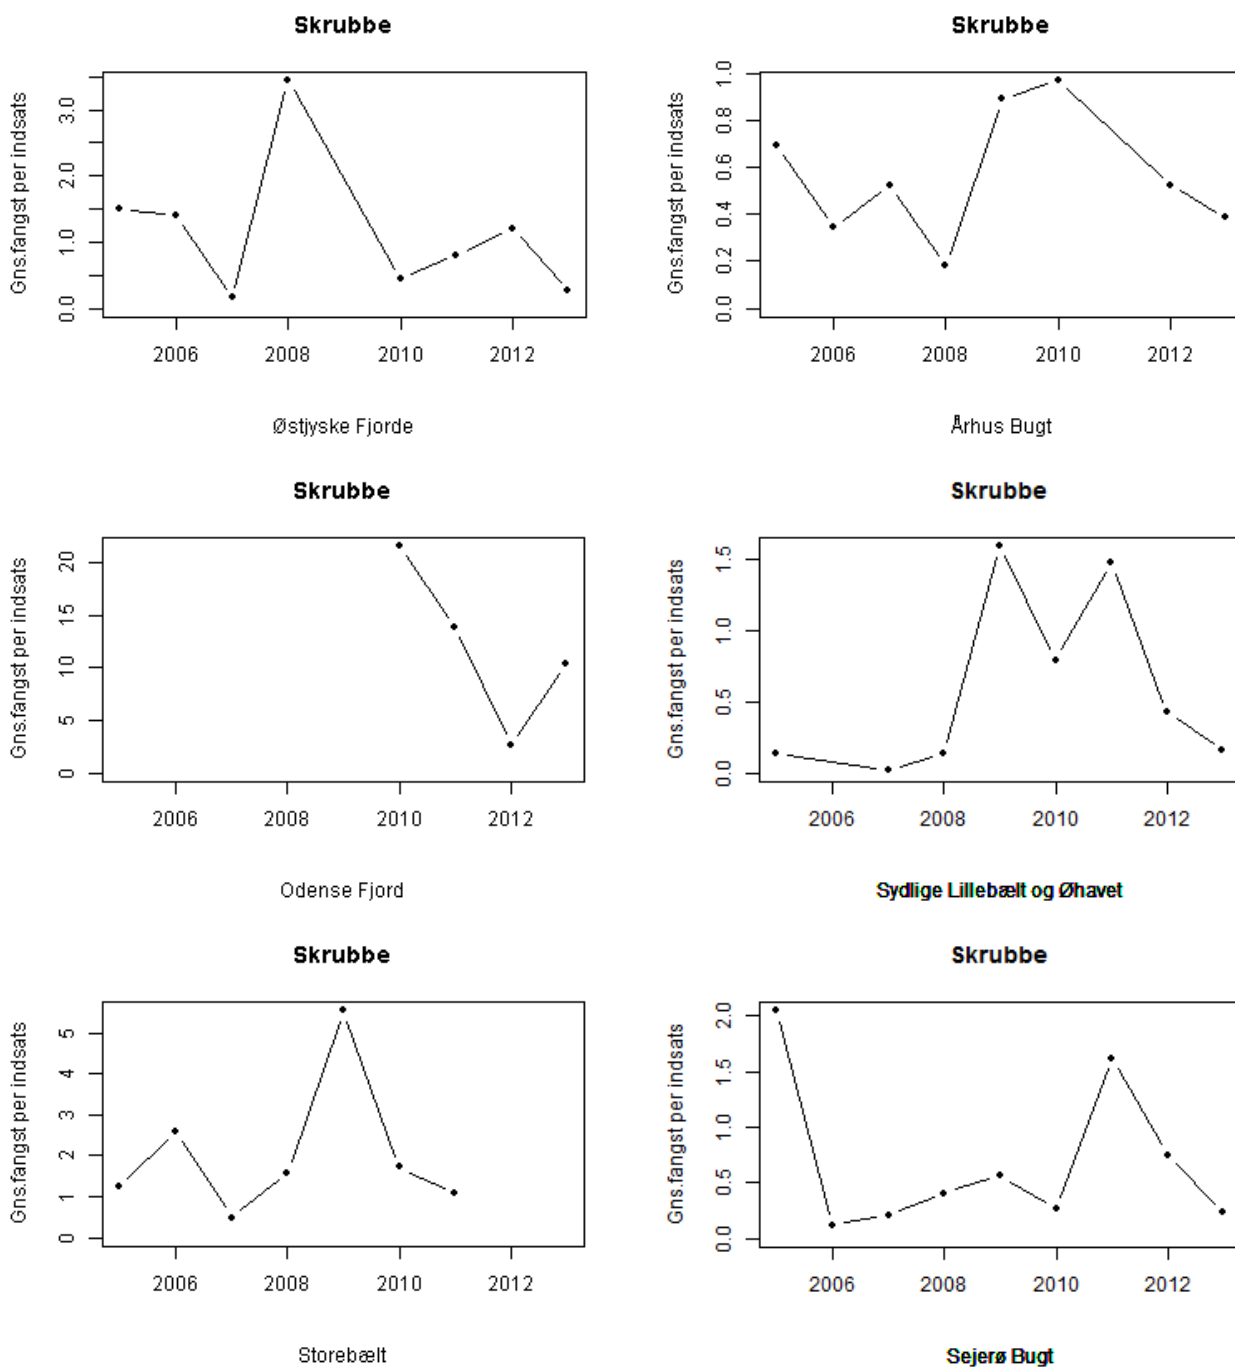 Skrubbe
Gns.fangst per indsats
0.0 1.0 2.0 3.0
2006 2008 2010 2012
Østjyske Fjorde
Skrubbe
Gns.fangst per indsats
0.0 0.2 0.4 0.6 0.8 1.0
2006 2008 2010 2012
Århus Bugt
Skrubbe
Gns.fangst per indsats
0 5 10 15 20
2006 2008 2010 2012
Odense Fjord
Skrubbe
Gns.fangst per indsats
0.0 0.5 1.0 1.5
2006 2008 2010 2012
Sydlige Lillebælt og Øhavet
Skrubbe
Gns.fangst per indsats
0 1 2 3 4 5
2006 2008 2010 2012
Storebælt
Skrubbe
Gns.fangst per indsats
0.0 0.5 1.0 1.5 2.0
2006 2008 2010 2012
Sejerø Bugt